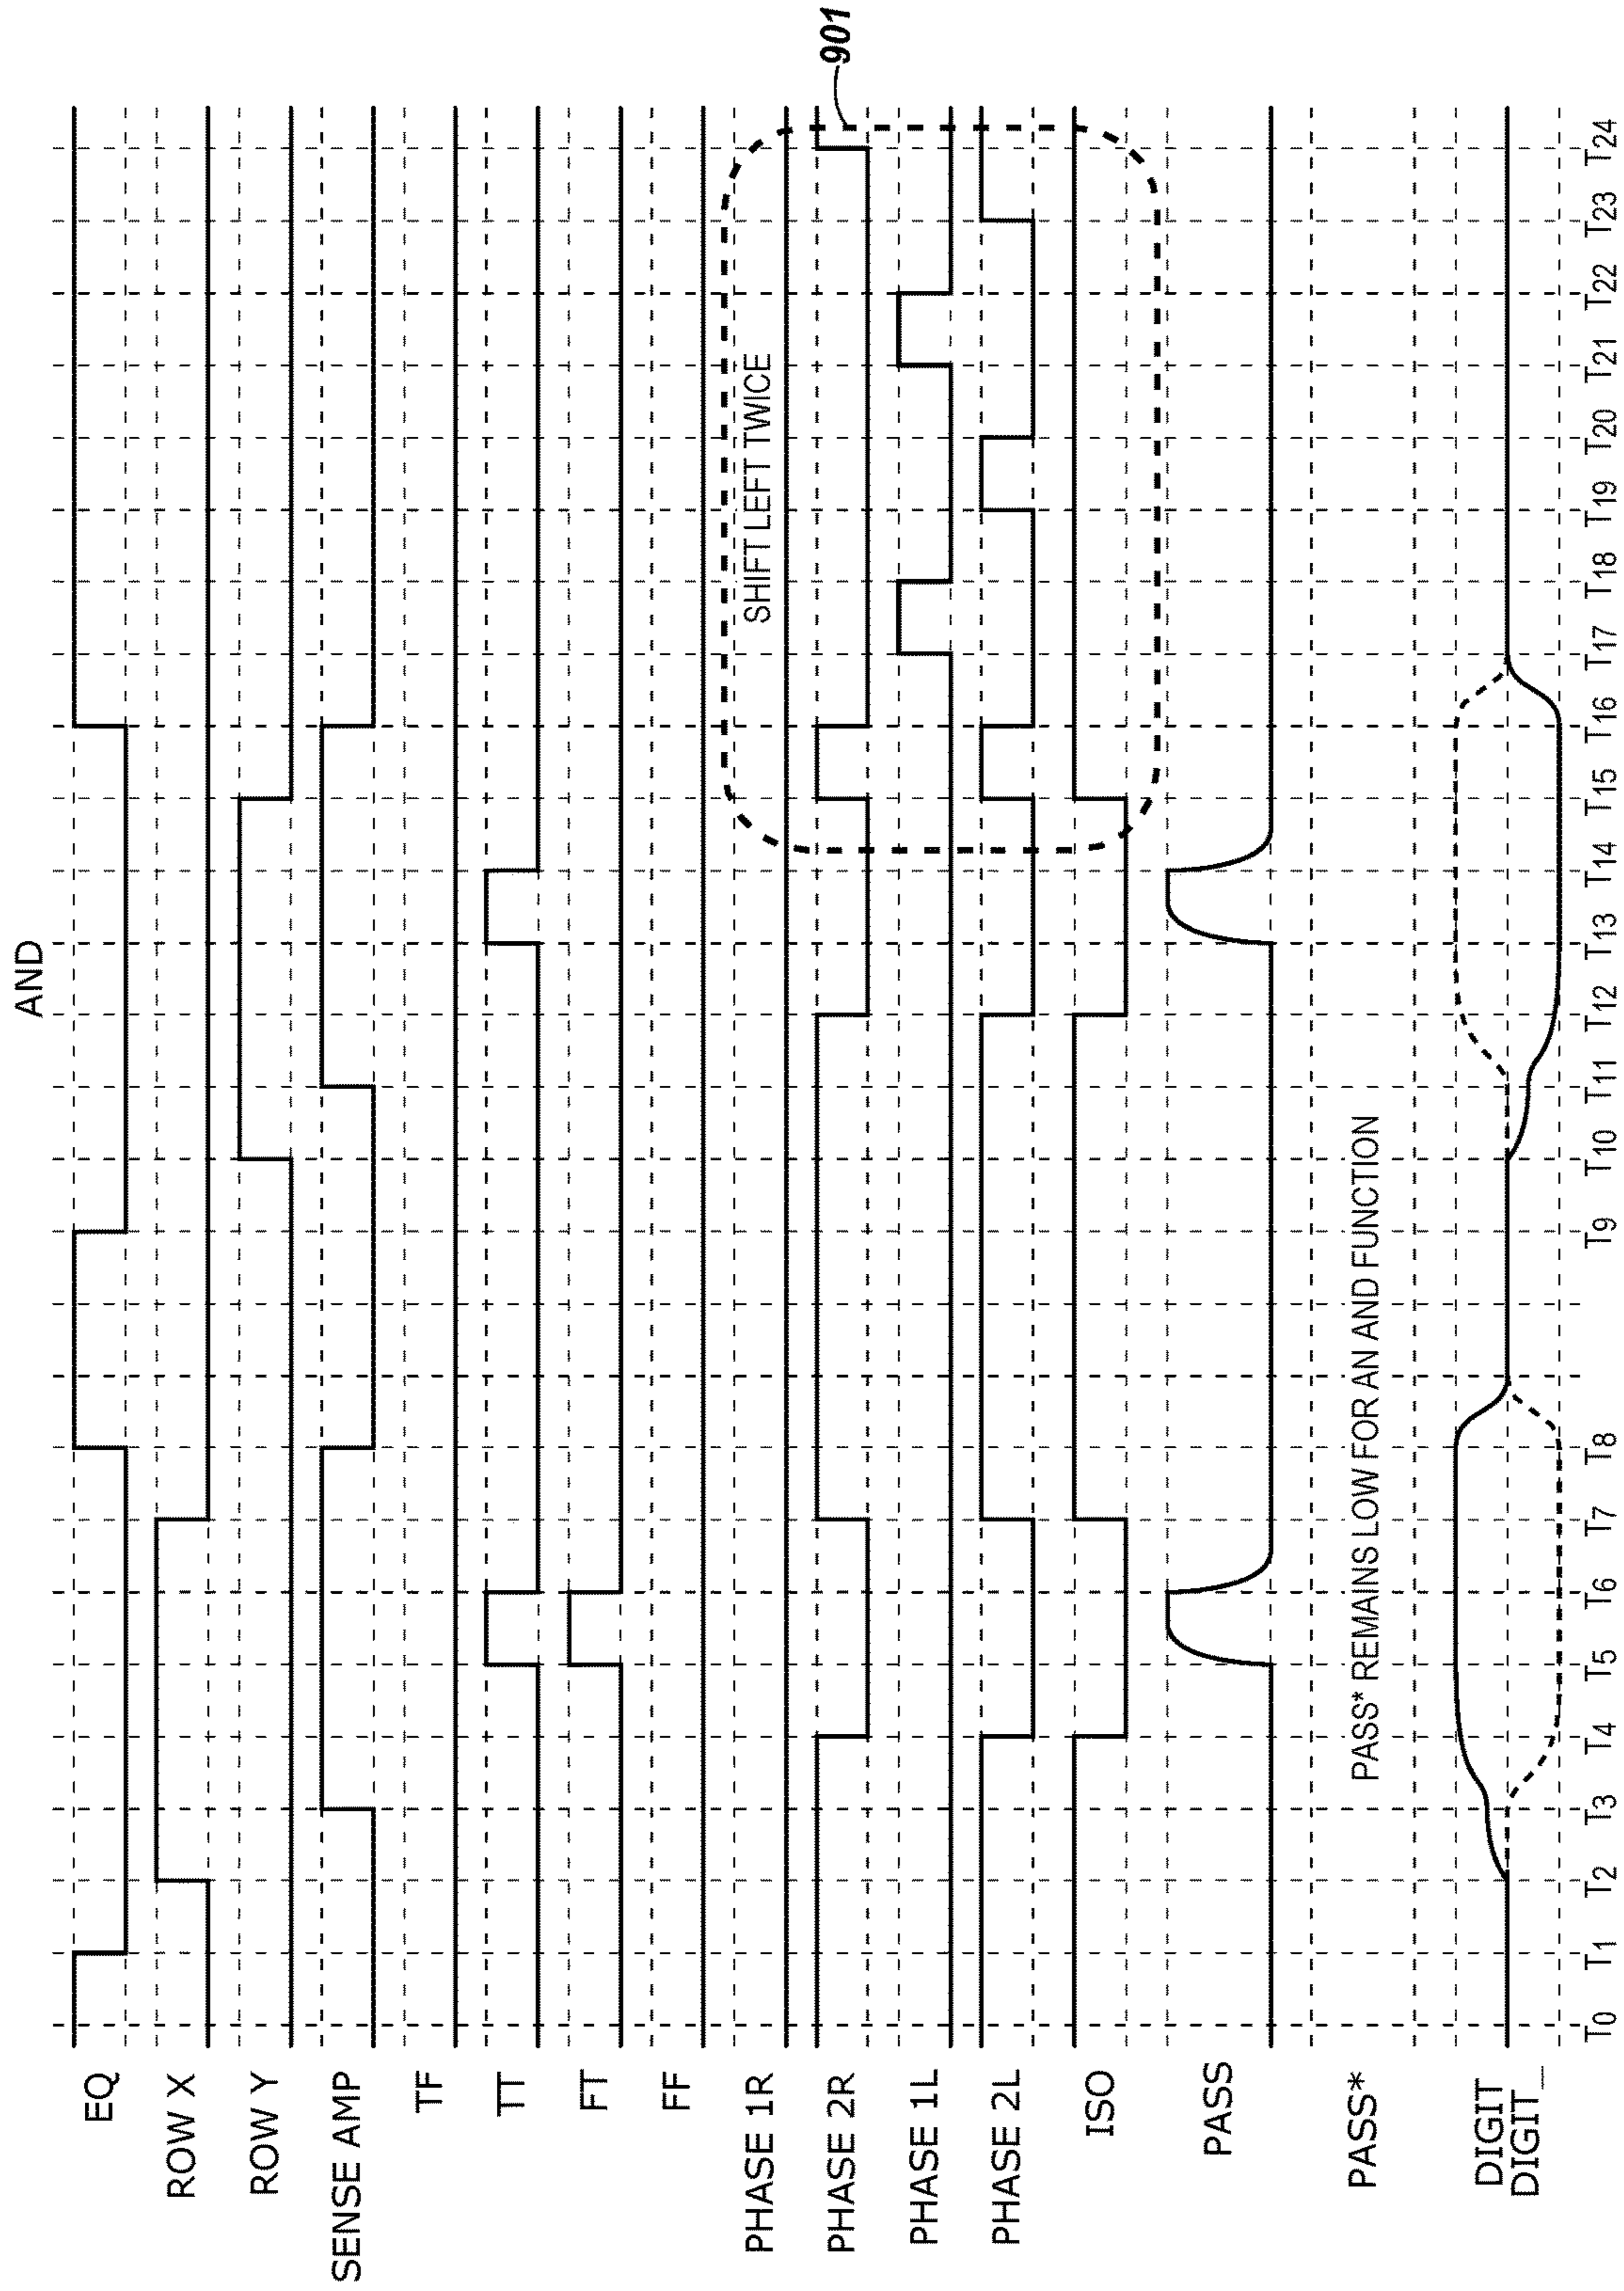 AND
EQ
ROW X
ROW Y
SENSE AMP
TF
TT
FT
FF
PHASE 1R
SHIFT LEFT TWICE
PHASE 2R
901
PHASE 1L
PHASE 2L
ISO
PASS
PASS*
PASS* REMAINS LOW FOR AN AND FUNCTION
DIGIT
DIGIT_
T0 T1 T2 T3 T4 T5 T6 T7 T8 T9 T10 T11 T12 T13 T14 T15 T16 T17 T18 T19 T20 T21 T22 T23 T24